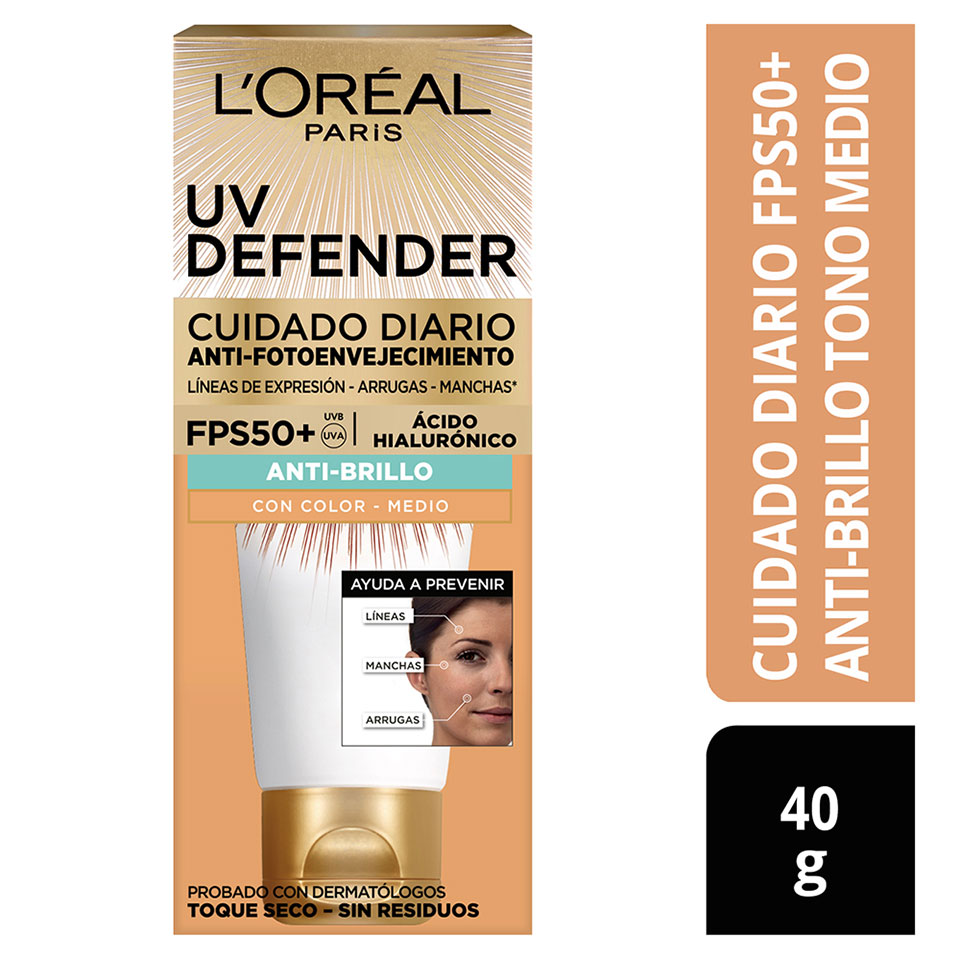 L'ORÉAL
PARIS
UV
DEFENDER
CUIDADO DIARIO
ANTI-FOTOENVEJECIMIENTO
LÍNEAS DE EXPRESIÓN - ARRUGAS - MANCHAS*
FPS50+
UVB
UVA
ÁCIDO
HIALURÓNICO
ANTI-BRILLO
CON COLOR - MEDIO
AYUDA A PREVENIR
LÍNEAS
MANCHAS
ARRUGAS
PROBADO CON DERMATÓLOGOS
TOQUE SECO – SIN RESIDUOS
CUIDADO DIARIO FPS50+
ANTI-BRILLO TONO MEDIO
40
g